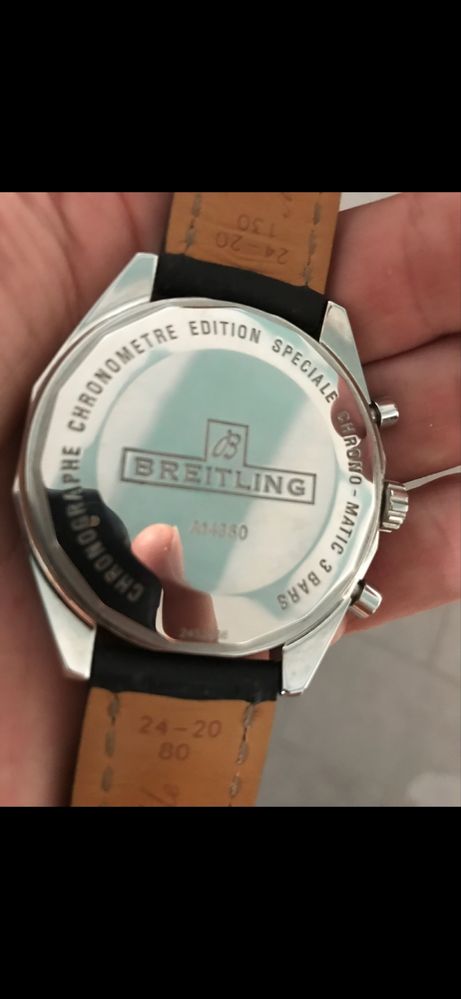 24-20
130
CHRONOGRAPHE CHRONOMETRE EDITION SPECIALE CHRONO-MATIC 3 BARS
B
BREITLING
A14360
24-20
80